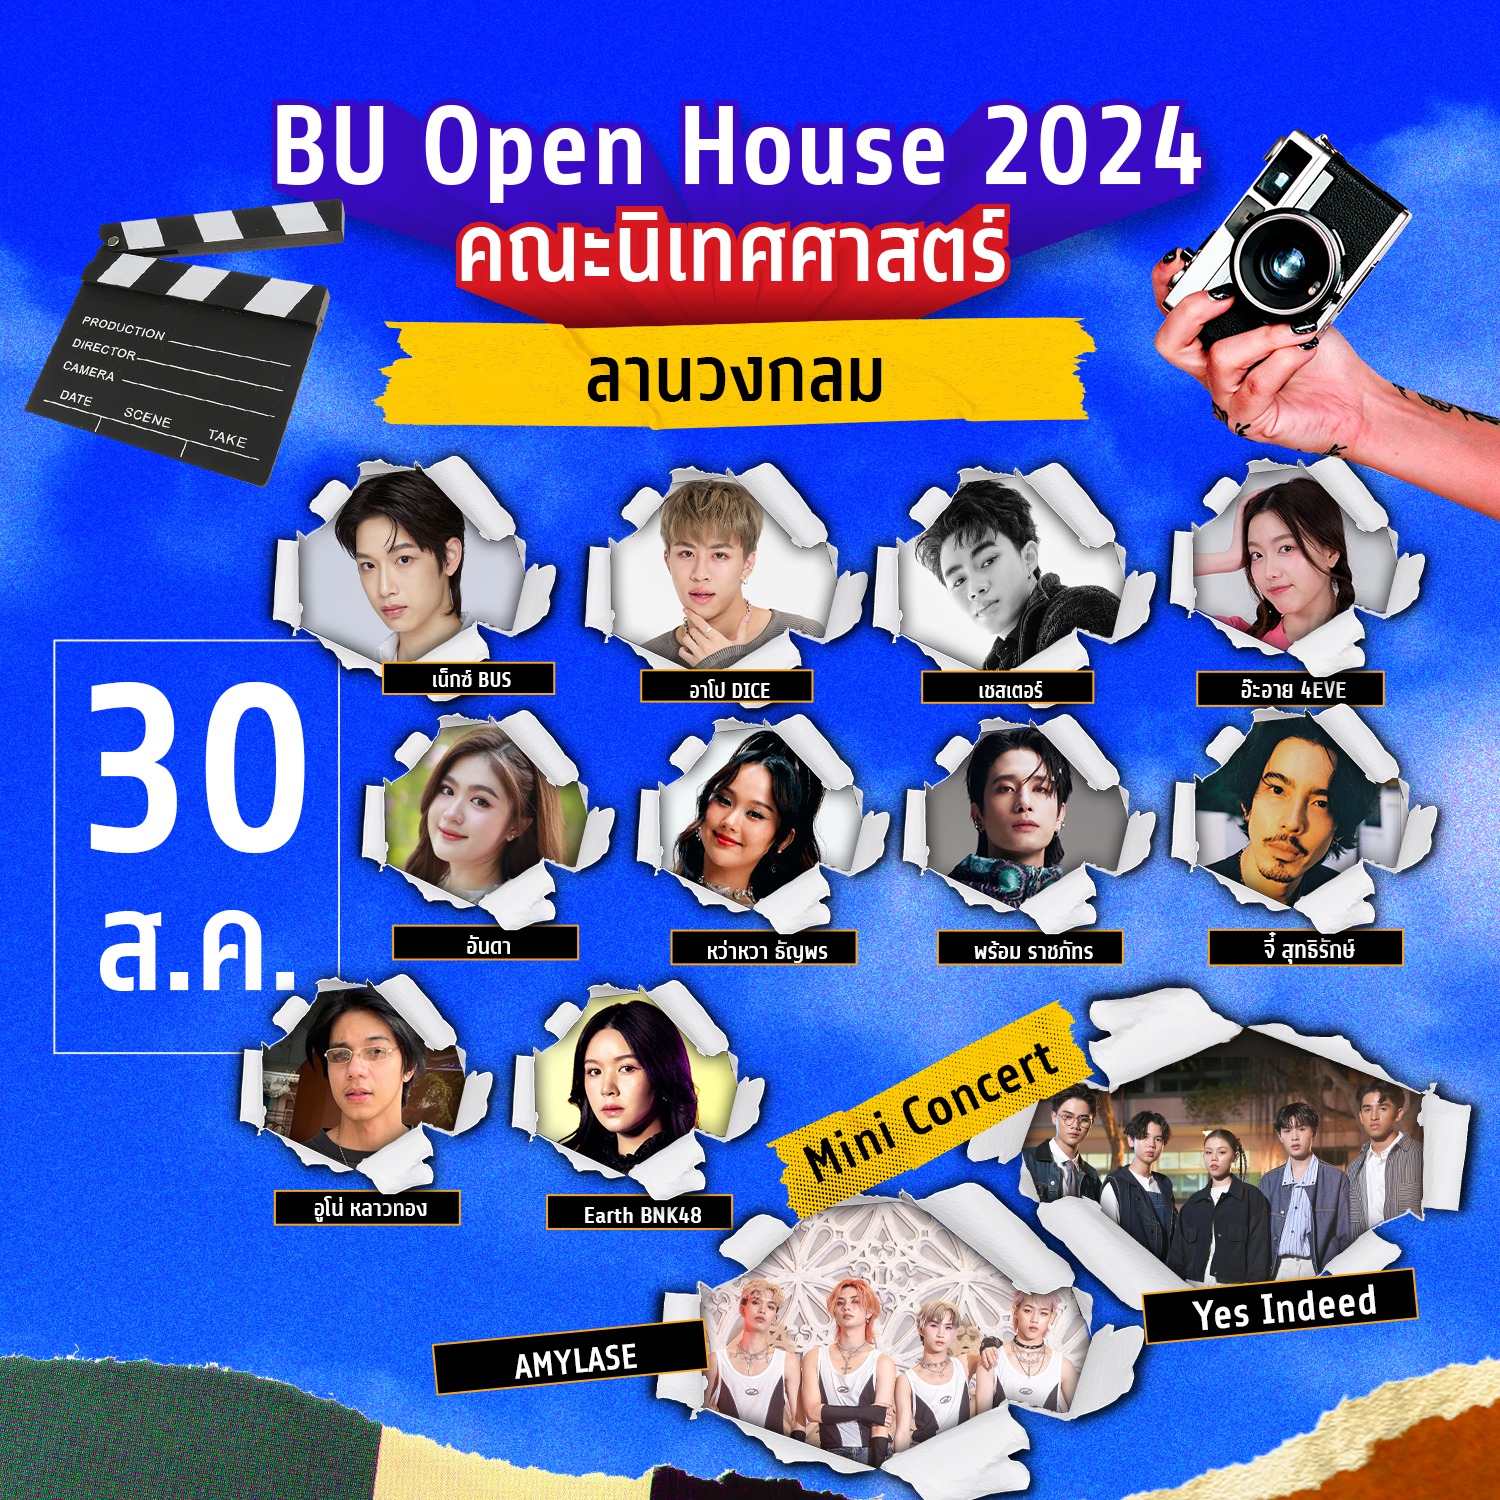 BU Open House 2024
คณะนิเทศศาสตร์
ลานวงกลม
PRODUCTION
DIRECTOR
CAMERA
DATE SCENE TAKE
30
ส.ค.
เน็กซ์ BUS
อาโป DICE
เชสเตอร์
อ๊ะอาย 4EVE
อันดา
หว่าหวา ธัญพร
พร้อม ราชภัทร
จี๋ สุทธิรักษ์
อูโน่ หลาวทอง
Earth BNK48
Mini Concert
Yes Indeed
AMYLASE